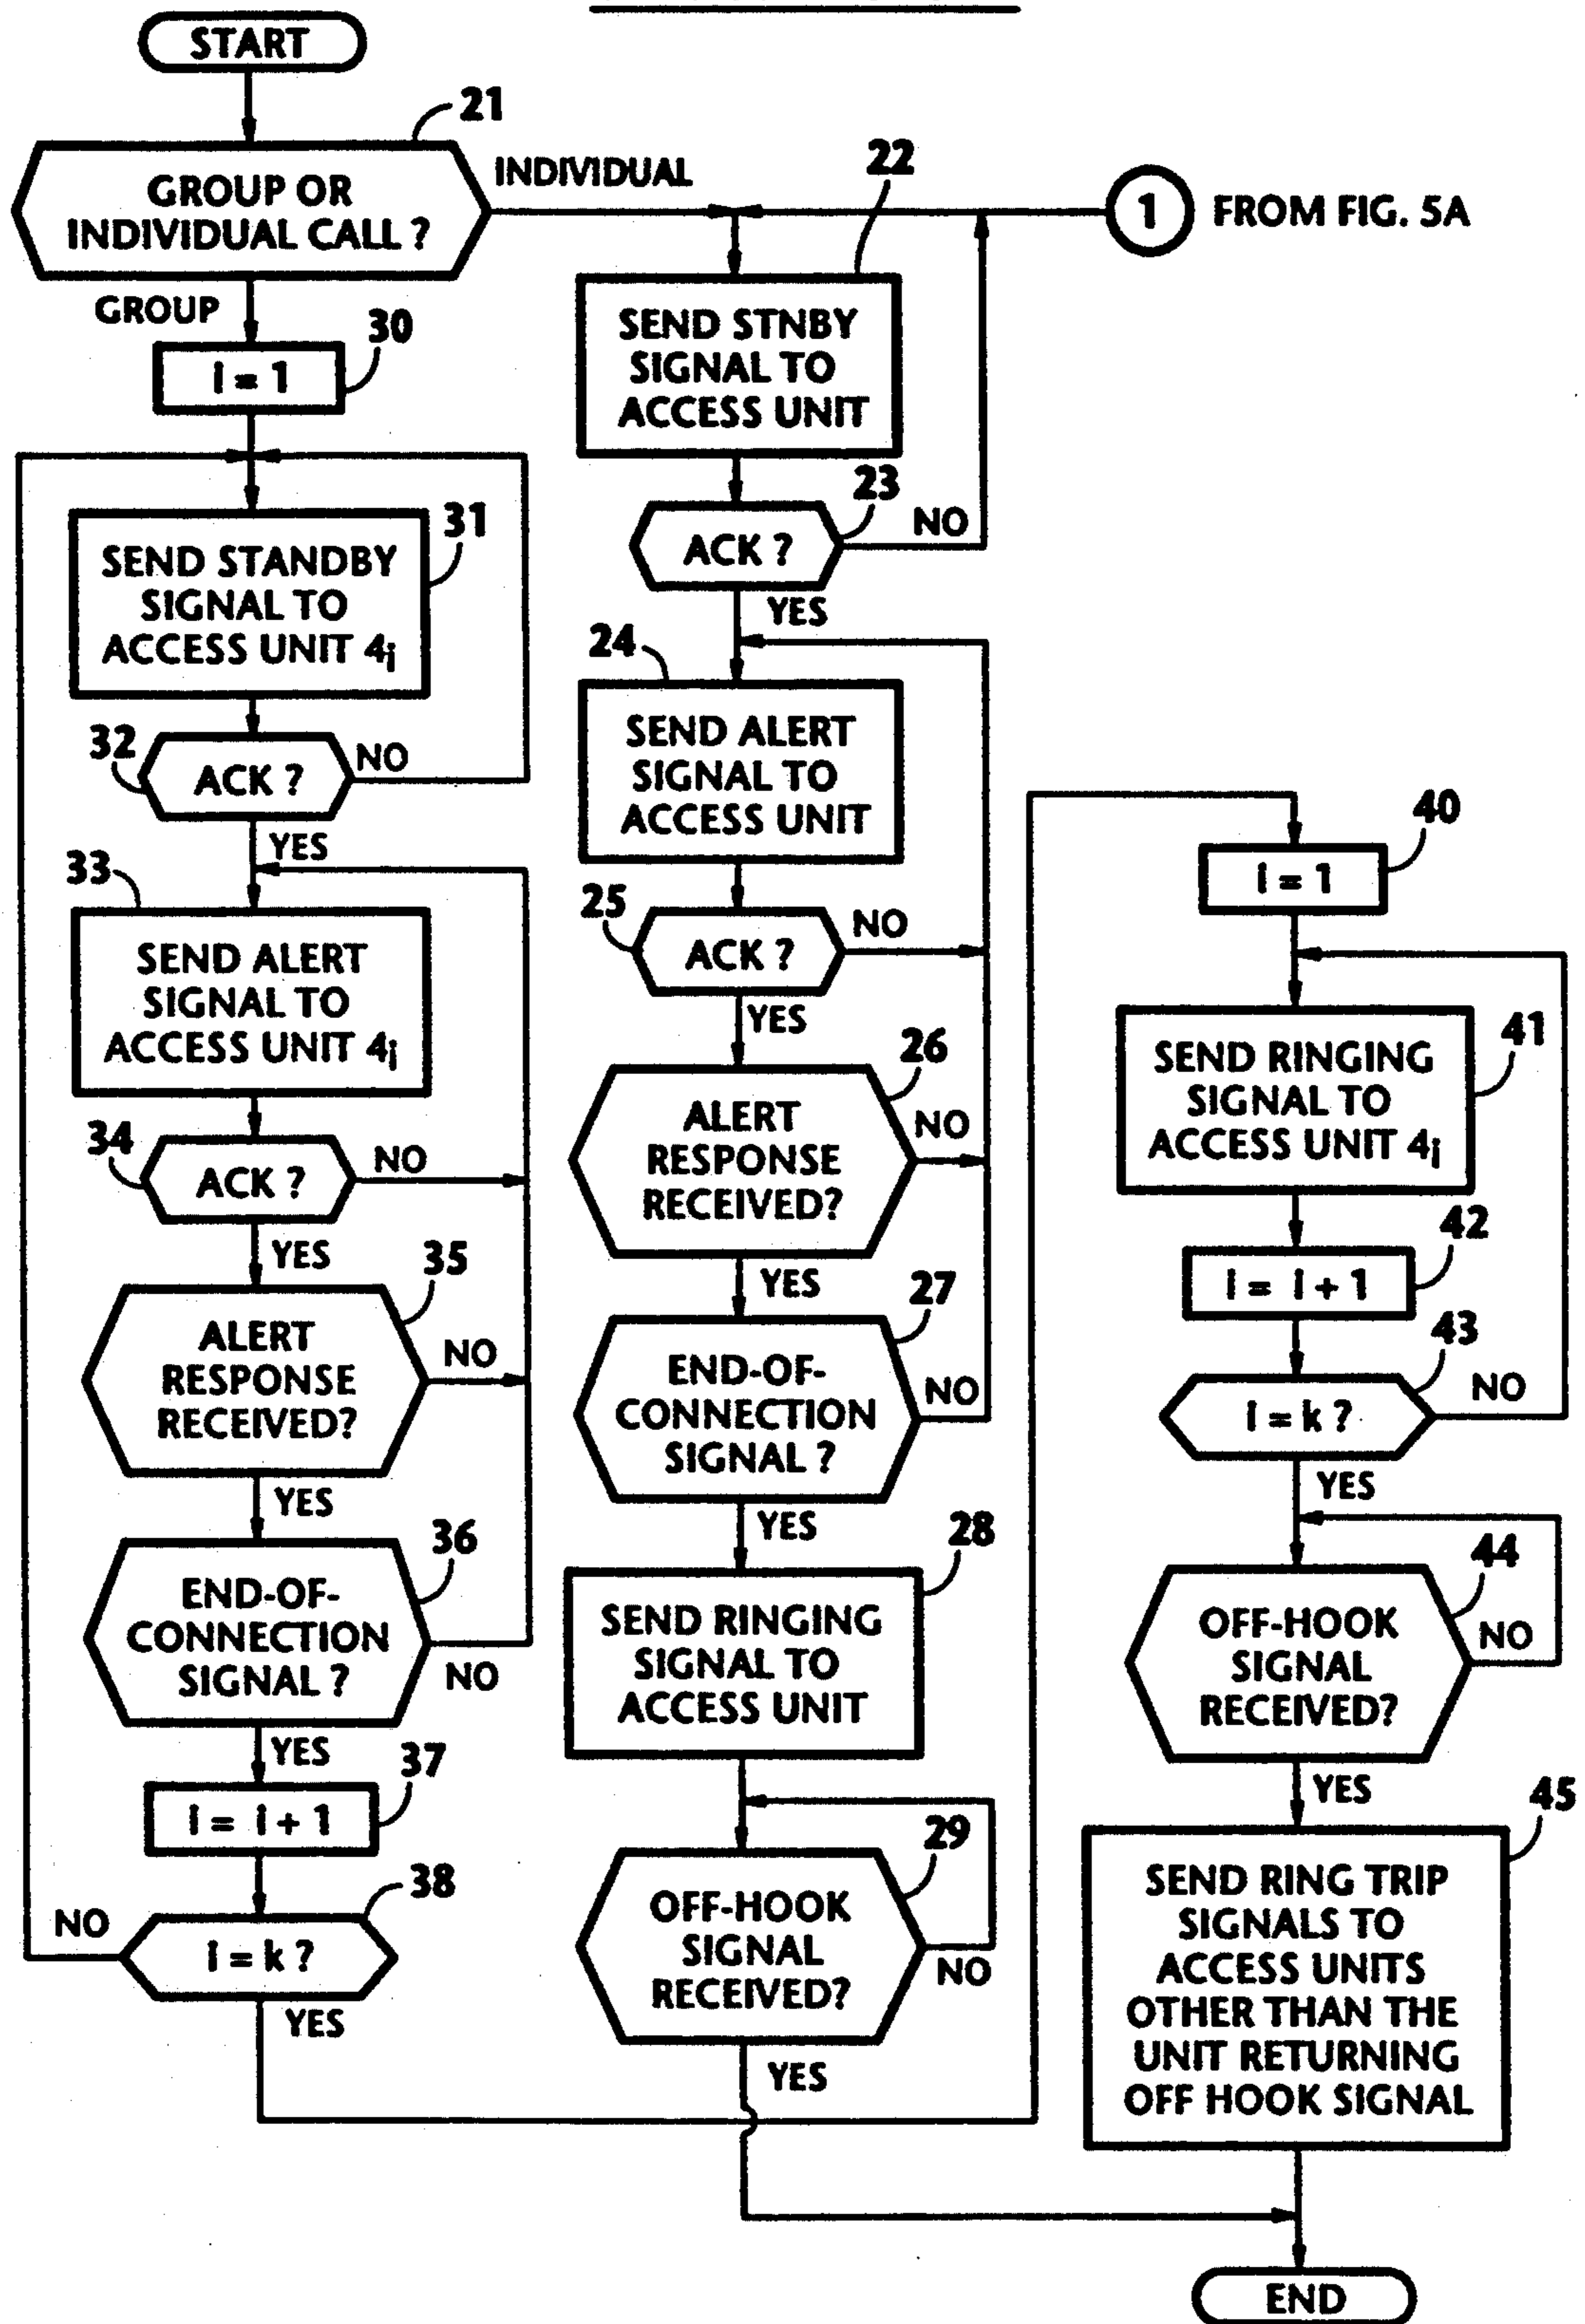 START
21
GROUP OR
INDIVIDUAL CALL ?
INDIVIDUAL
GROUP
30
i = 1
31
SEND STANDBY
SIGNAL TO
ACCESS UNIT 4i
32
ACK ?
NO
YES
33
SEND ALERT
SIGNAL TO
ACCESS UNIT 4i
34
ACK ?
NO
YES
35
ALERT
RESPONSE
RECEIVED?
NO
YES
36
END-OF-
CONNECTION
SIGNAL ?
NO
YES
37
i = i + 1
38
NO
i = k ?
YES
22
1
FROM FIG. 5A
SEND STNBY
SIGNAL TO
ACCESS UNIT
23
ACK ?
NO
YES
24
SEND ALERT
SIGNAL TO
ACCESS UNIT
25
ACK ?
NO
YES
26
ALERT
RESPONSE
RECEIVED?
NO
YES
27
END-OF-
CONNECTION
SIGNAL ?
NO
YES
28
SEND RINGING
SIGNAL TO
ACCESS UNIT
29
OFF-HOOK
SIGNAL
RECEIVED?
NO
YES
40
i = 1
41
SEND RINGING
SIGNAL TO
ACCESS UNIT 4i
42
i = i + 1
43
i = k ?
NO
YES
44
OFF-HOOK
SIGNAL
RECEIVED?
NO
YES
45
SEND RING TRIP
SIGNALS TO
ACCESS UNITS
OTHER THAN THE
UNIT RETURNING
OFF HOOK SIGNAL
END